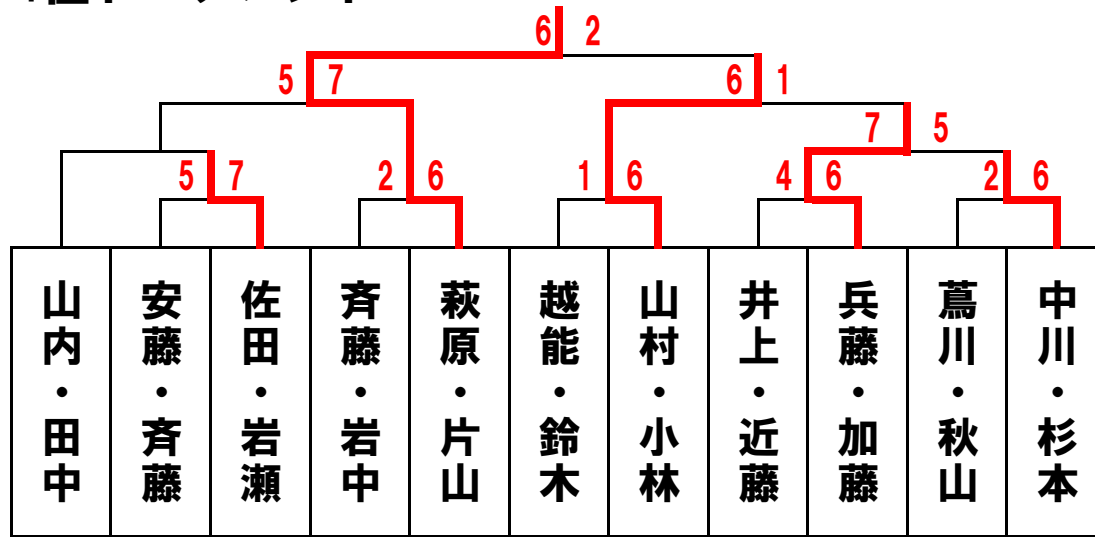 6 2
5 7
6 1
7 5
5 7
2 6
1 6
4 6
2 6
山内・田中
安藤・斉藤
佐田・岩瀬
斉藤・岩中
萩原・片山
越能・鈴木
山村・小林
井上・近藤
兵藤・加藤
蔦川・秋山
中川・杉本